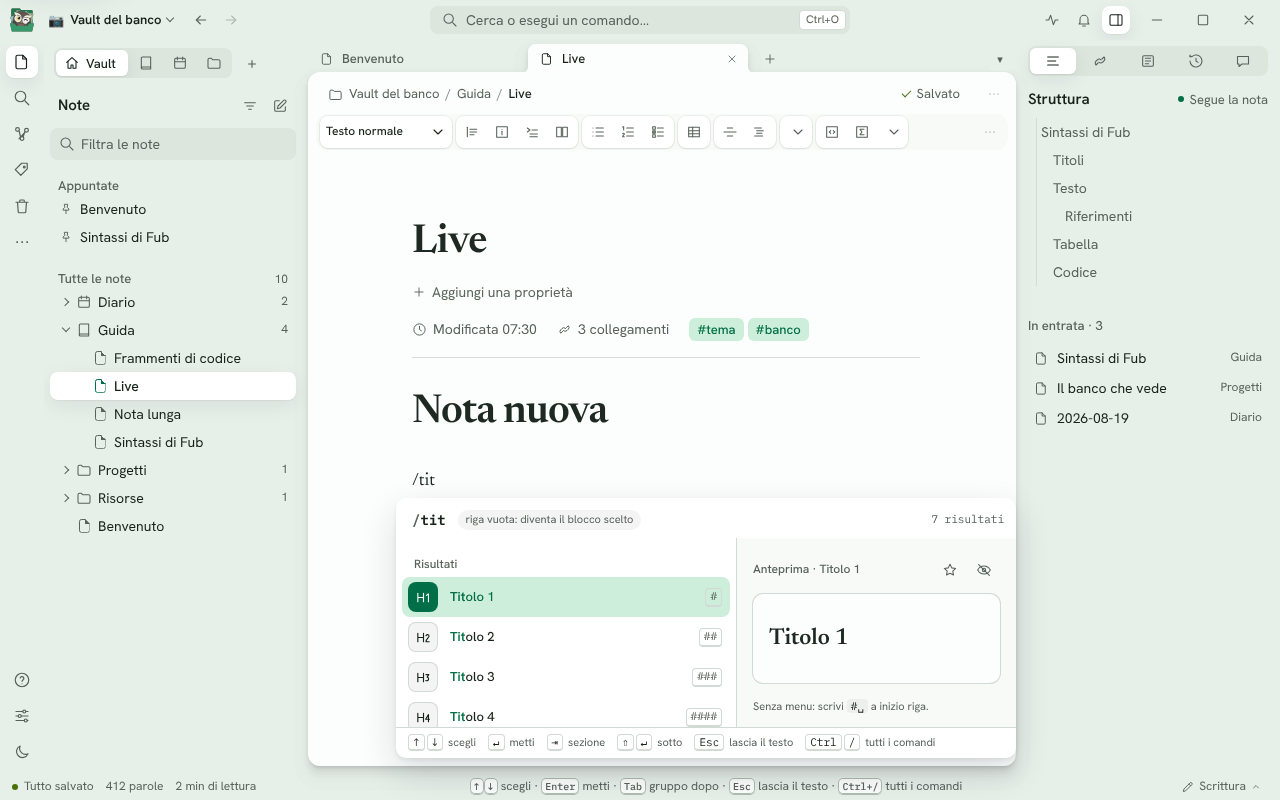 Vault del banco
Cerca o esegui un comando…
Ctrl+O
Vault
Benvenuto
Live
Note
Filtra le note
Appuntate
Benvenuto
Sintassi di Fub
Tutte le note 10
Diario 2
Guida 4
Frammenti di codice
Live
Nota lunga
Sintassi di Fub
Progetti 1
Risorse 1
Benvenuto
Vault del banco / Guida / Live
Salvato
Testo normale
Live
Aggiungi una proprietà
Modificata 07:30
3 collegamenti
#tema
#banco
Nota nuova
/tit
/tit
riga vuota: diventa il blocco scelto
7 risultati
Risultati
H1 Titolo 1 #
H2 Titolo 2 ##
H3 Titolo 3 ###
H4 Titolo 4 ####
Anteprima · Titolo 1
Titolo 1
Senza menu: scrivi #␣ a inizio riga.
↑ ↓ scegli ↵ metti ⇥ sezione ⇧ ↵ sotto Esc lascia il testo Ctrl / tutti i comandi
Struttura
Segue la nota
Sintassi di Fub
Titoli
Testo
Riferimenti
Tabella
Codice
In entrata · 3
Sintassi di Fub Guida
Il banco che vede Progetti
2026-08-19 Diario
Tutto salvato 412 parole 2 min di lettura
↑ ↓ scegli · Enter metti · Tab gruppo dopo · Esc lascia il testo · Ctrl+/ tutti i comandi
Scrittura